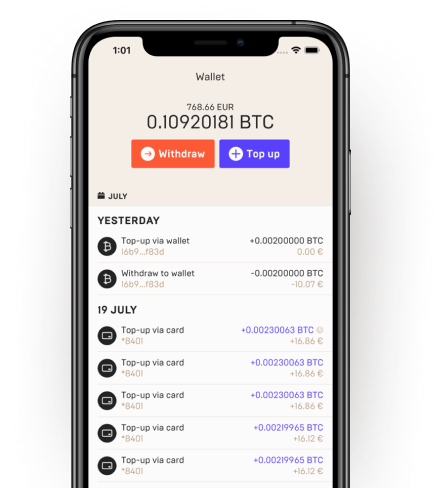 1:01
Wallet
768.66 EUR
0.10920181 BTC
Withdraw
Top up
JULY
YESTERDAY
Top-up via wallet +0.00200000 BTC
16b9...f83d 0.00 €
Withdraw to wallet -0.00200000 BTC
16b9...f83d -10.07 €
19 JULY
Top-up via card +0.00230063 BTC
*8401 +16.86 €
Top-up via card +0.00230063 BTC
*8401 +16.86 €
Top-up via card +0.00230063 BTC
*8401 +16.86 €
Top-up via card +0.00219965 BTC
*8401 +16.12 €
Top-up via card +0.00219965 BTC
*8401 +16.12 €